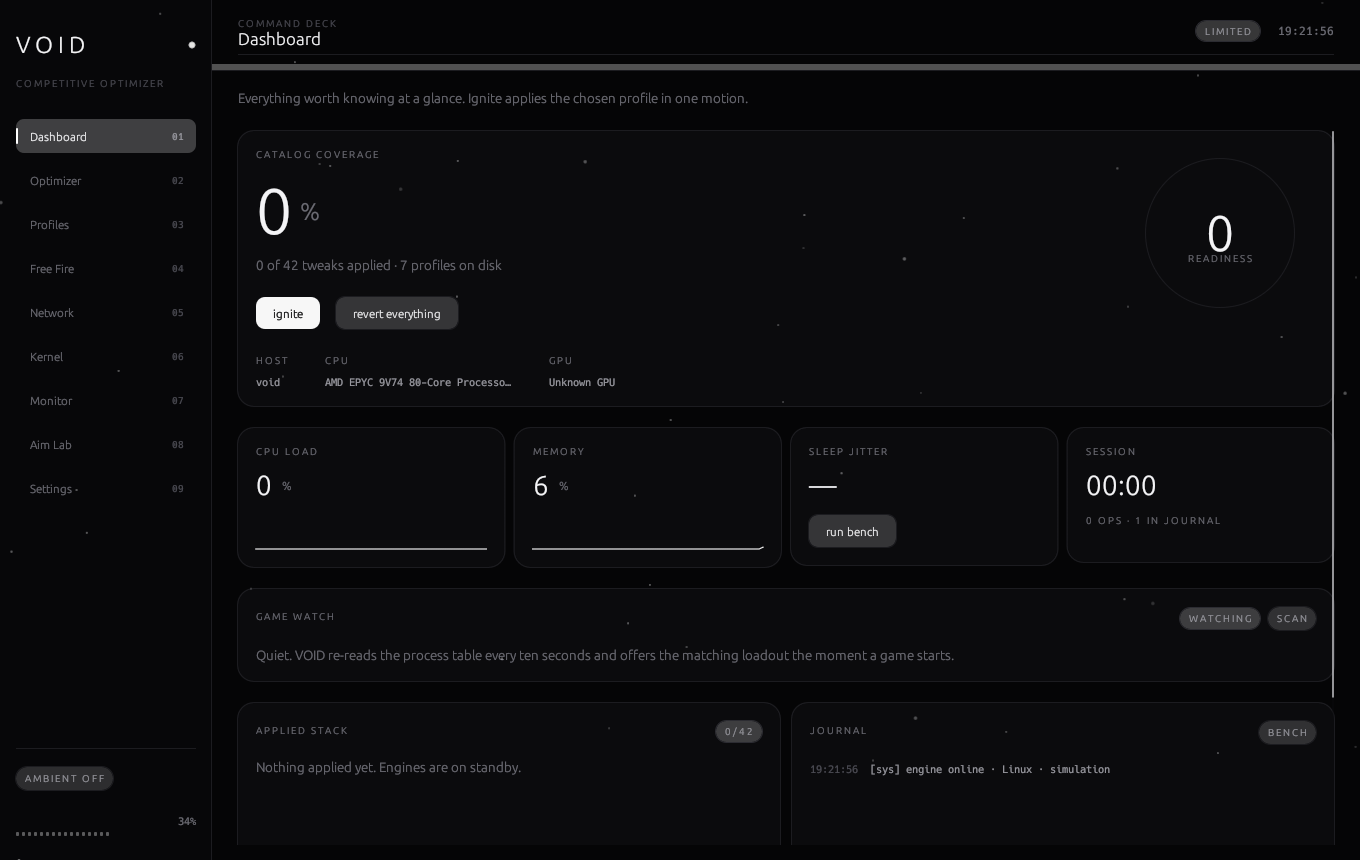 VOID
COMPETITIVE OPTIMIZER
Dashboard 01
Optimizer 02
Profiles 03
Free Fire 04
Network 05
Kernel 06
Monitor 07
Aim Lab 08
Settings 09
AMBIENT OFF
34%
COMMAND DECK
Dashboard
LIMITED 19:21:56
Everything worth knowing at a glance. Ignite applies the chosen profile in one motion.
CATALOG COVERAGE
0 %
0 of 42 tweaks applied · 7 profiles on disk
ignite revert everything
HOST CPU GPU
void AMD EPYC 9V74 80-Core Processo… Unknown GPU
0
READINESS
CPU LOAD
0 %
MEMORY
6 %
SLEEP JITTER
—
run bench
SESSION
00:00
0 OPS · 1 IN JOURNAL
GAME WATCH
WATCHING SCAN
Quiet. VOID re-reads the process table every ten seconds and offers the matching loadout the moment a game starts.
APPLIED STACK 0/42
Nothing applied yet. Engines are on standby.
JOURNAL BENCH
19:21:56 [sys] engine online · Linux · simulation